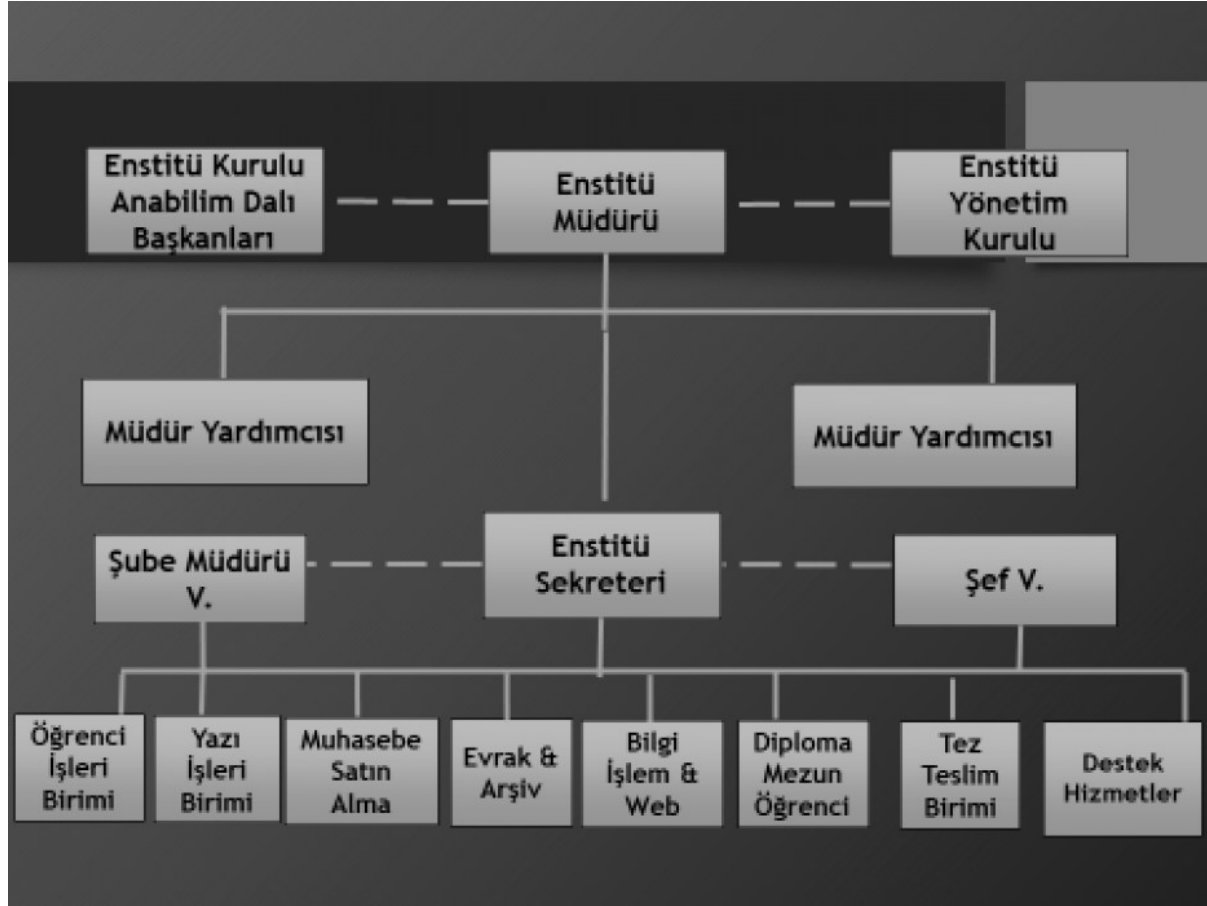 Enstitü Kurulu
Anabilim Dalı
Başkanları
Enstitü
Müdürü
Enstitü
Yönetim
Kurulu
Müdür Yardımcısı
Müdür Yardımcısı
Şube Müdürü
V.
Enstitü
Sekreteri
Şef V.
Öğrenci
İşleri
Birimi
Yazı
İşleri
Birimi
Muhasebe
Satın
Alma
Evrak &
Arşiv
Bilgi
İşlem &
Web
Diploma
Mezun
Öğrenci
Tez
Teslim
Birimi
Destek
Hizmetler